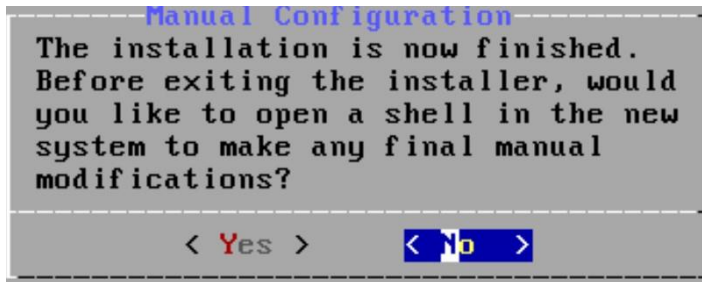 Manual Configuration
The installation is now finished.
Before exiting the installer, would
you like to open a shell in the new
system to make any final manual
modifications?
< Yes > < No >